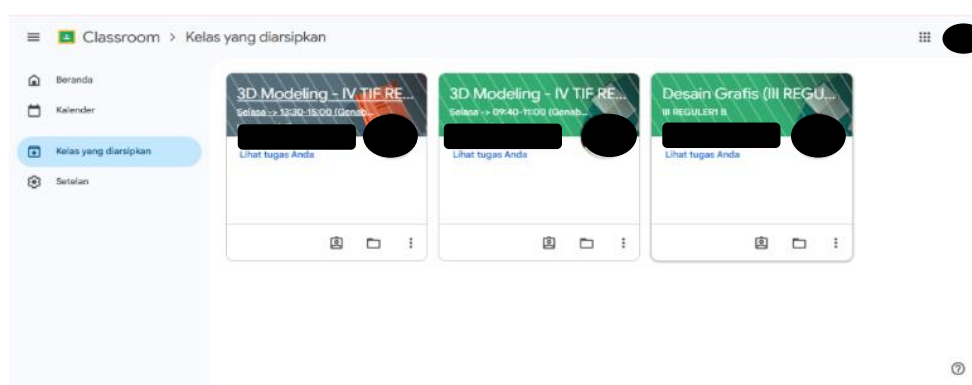 Classroom > Kelas yang diarsipkan
Beranda
Kalender
Kelas yang diarsipkan
Setelan
3D Modeling - IV TIF RE...
Selasa -> 13:30-15:00 (Genab...
Lihat tugas Anda
3D Modeling - IV TIF RE...
Selasa -> 09:40-11:00 (Genab...
Lihat tugas Anda
Desain Grafis (III REGU...
III REGULER1 B
Lihat tugas Anda